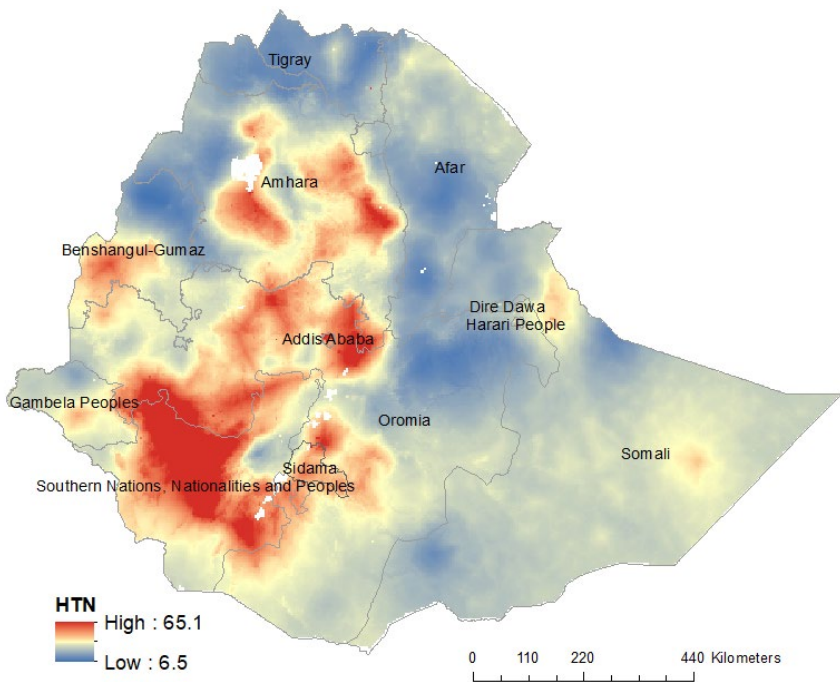 Tigray
Amhara
Afar
Benshangul-Gumaz
Dire Dawa
Harari People
Addis Ababa
Gambela Peoples
Oromia
Somali
Sidama
Southern Nations, Nationalities and Peoples
HTN
High : 65.1
Low : 6.5
0 110 220 440 Kilometers